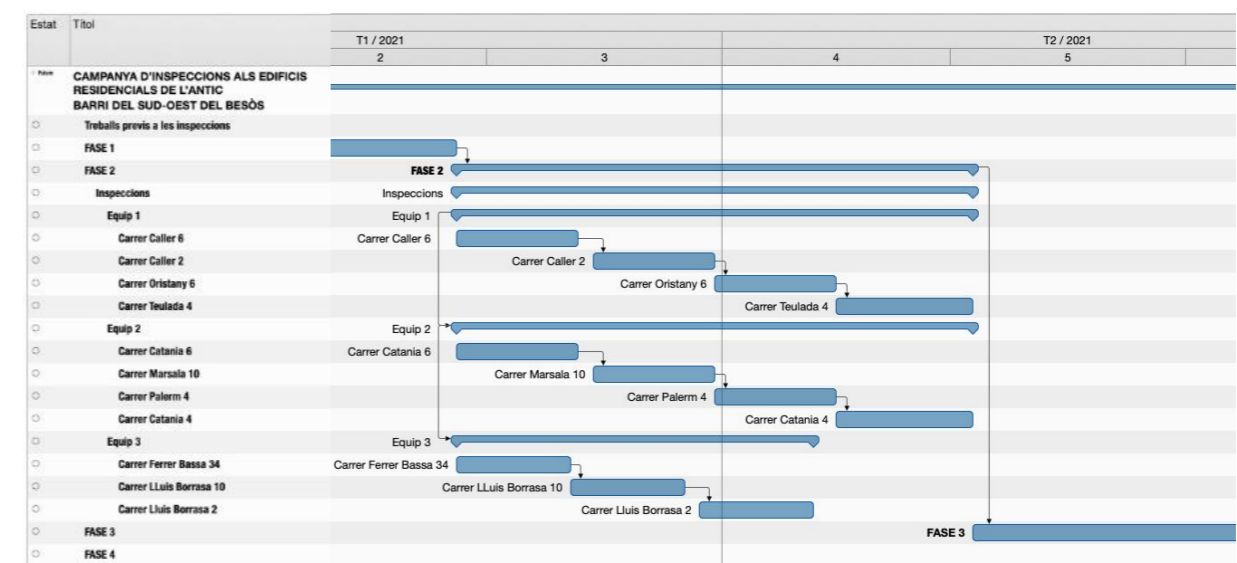 Estat Títol
T1 / 2021 T2 / 2021
2 3 4 5
CAMPANYA D'INSPECCIONS ALS EDIFICIS
RESIDENCIALS DE L'ANTIC
BARRI DEL SUD-OEST DEL BESÒS
Treballs previs a les inspeccions
FASE 1
FASE 2 FASE 2
Inspeccions Inspeccions
Equip 1 Equip 1
Carrer Caller 6 Carrer Caller 6
Carrer Caller 2 Carrer Caller 2
Carrer Oristany 6 Carrer Oristany 6
Carrer Teulada 4 Carrer Teulada 4
Equip 2 Equip 2
Carrer Catania 6 Carrer Catania 6
Carrer Marsala 10 Carrer Marsala 10
Carrer Palerm 4 Carrer Palerm 4
Carrer Catania 4 Carrer Catania 4
Equip 3 Equip 3
Carrer Ferrer Bassa 34 Carrer Ferrer Bassa 34
Carrer LLuis Borrasa 10 Carrer LLuis Borrasa 10
Carrer Lluis Borrasa 2 Carrer Lluis Borrasa 2
FASE 3 FASE 3
FASE 4